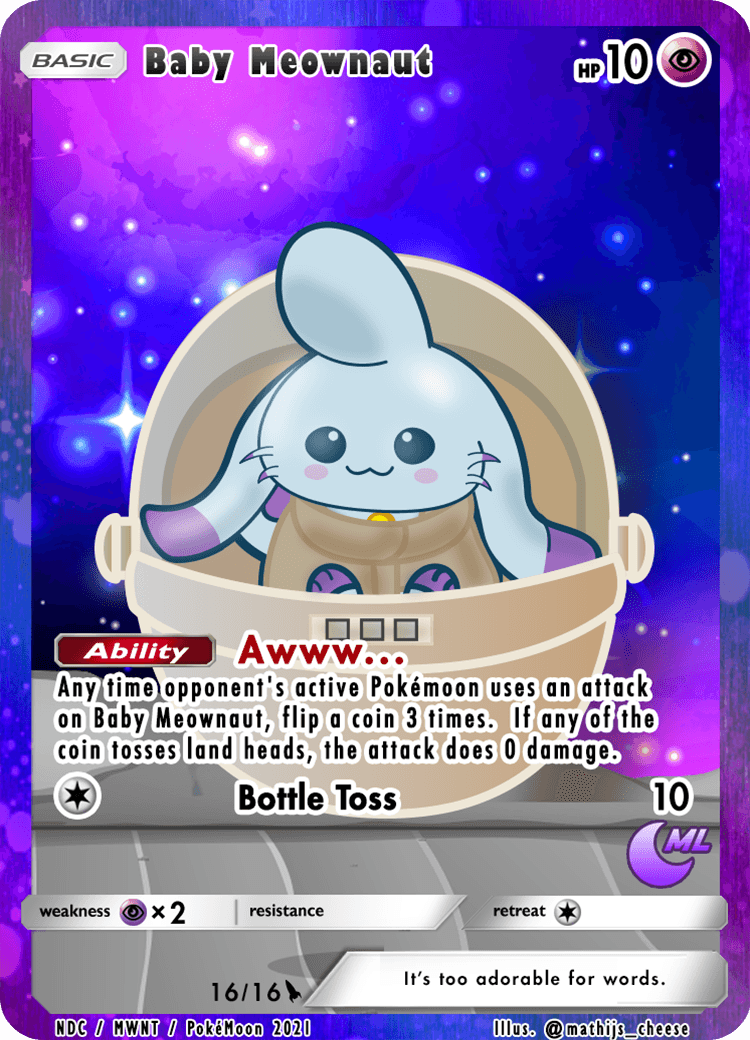 BASIC Baby Meownaut HP 10
Ability Awww...
Any time opponent's active Pokémoon uses an attack
on Baby Meownaut, flip a coin 3 times. If any of the
coin tosses land heads, the attack does 0 damage.
Bottle Toss 10
ML
weakness ×2 resistance retreat
16/16
It's too adorable for words.
NDC / MWNT / PokéMoon 2021 Illus. @mathijs_cheese